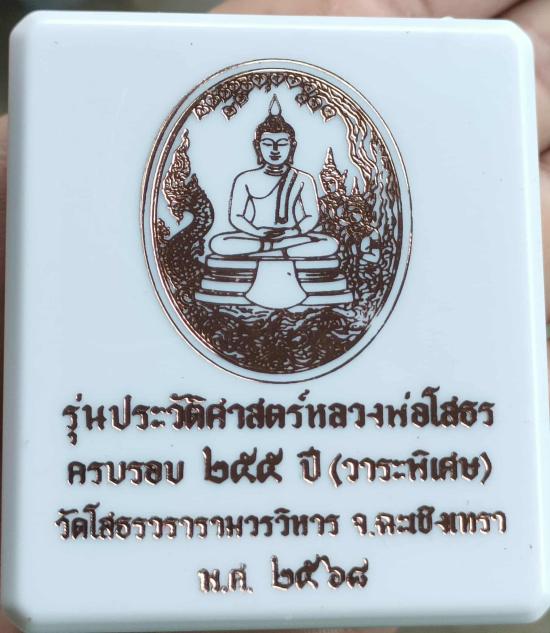 รุ่นประวัติศาสตร์หลวงพ่อโสธร
ครบรอบ ๒๕๕ ปี (วาระพิเศษ)
วัดโสธรวรารามวรวิหาร จ.ฉะเชิงเทรา
พ.ศ. ๒๕๖๘